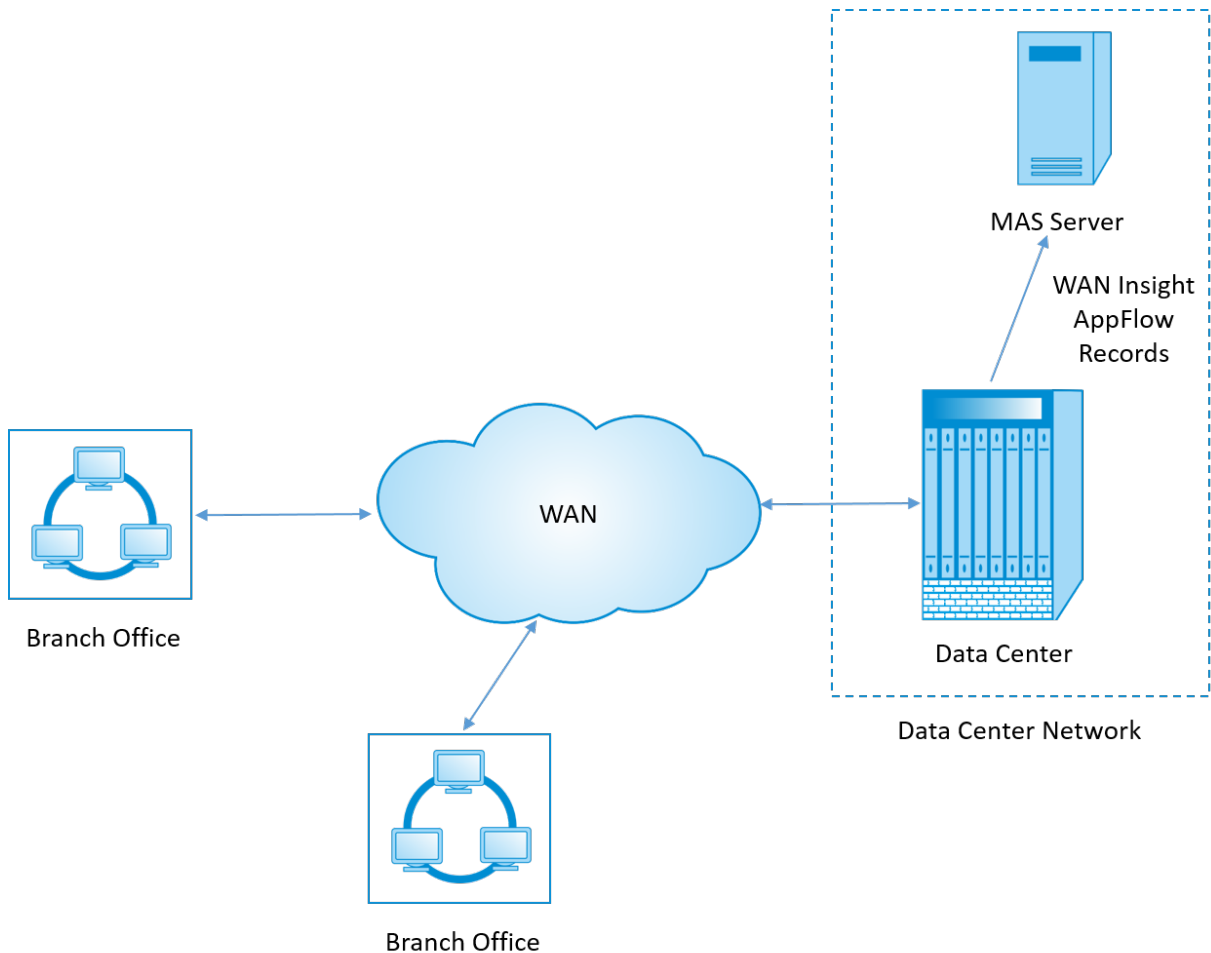 MAS Server
WAN Insight
AppFlow
Records
WAN
Branch Office
Data Center
Data Center Network
Branch Office